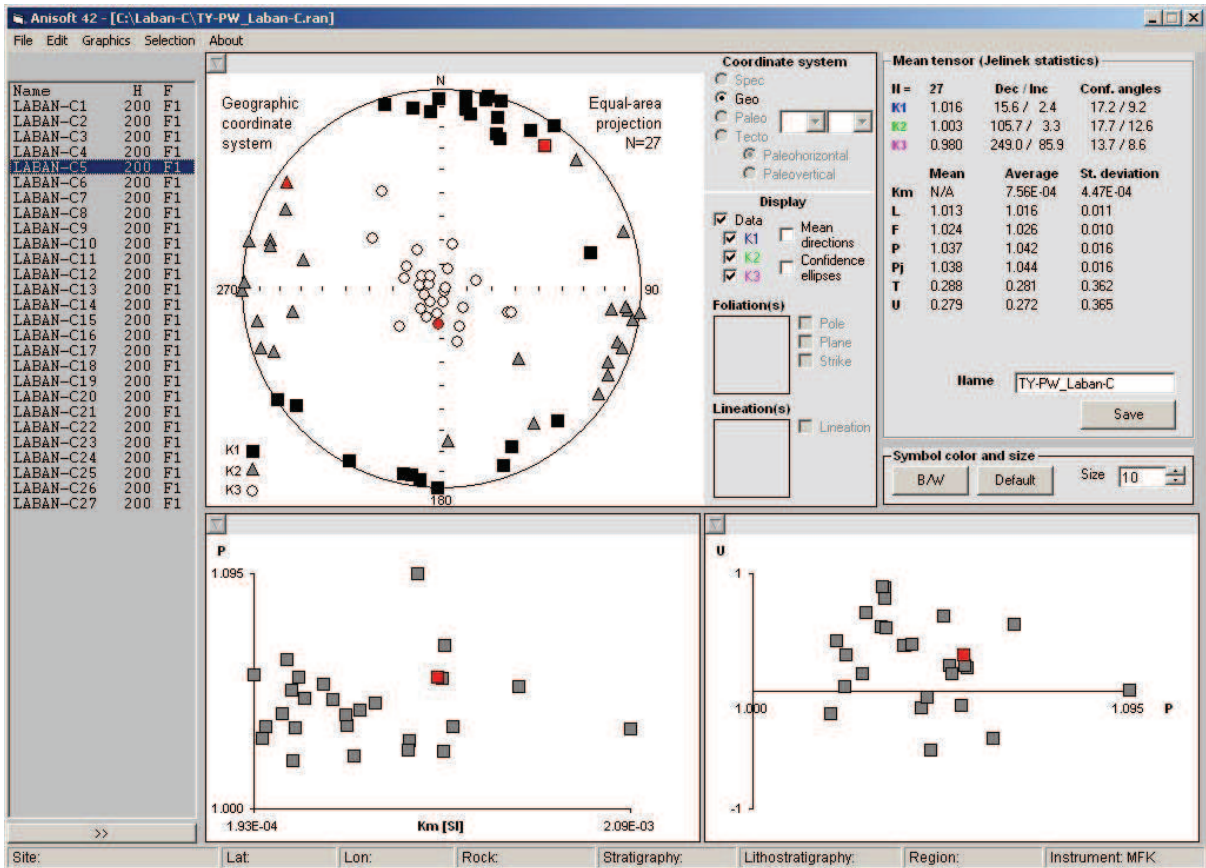 Anisoft 42 - [C:\Laban-C\TY-PW_Laban-C.ran]
File Edit Graphics Selection About
Name H F
LABAN-C1 200 F1
LABAN-C2 200 F1
LABAN-C3 200 F1
LABAN-C4 200 F1
LABAN-C5 200 F1
LABAN-C6 200 F1
LABAN-C7 200 F1
LABAN-C8 200 F1
LABAN-C9 200 F1
LABAN-C10 200 F1
LABAN-C11 200 F1
LABAN-C12 200 F1
LABAN-C13 200 F1
LABAN-C14 200 F1
LABAN-C15 200 F1
LABAN-C16 200 F1
LABAN-C17 200 F1
LABAN-C18 200 F1
LABAN-C19 200 F1
LABAN-C20 200 F1
LABAN-C21 200 F1
LABAN-C22 200 F1
LABAN-C23 200 F1
LABAN-C24 200 F1
LABAN-C25 200 F1
LABAN-C26 200 F1
LABAN-C27 200 F1
>>
Geographic
coordinate
system
N
Equal-area
projection
N=27
270
90
180
K1
K2
K3
Coordinate system
Spec
Geo
Paleo
Tecto
Paleohorizontal
Paleovertical
Display
Data
K1
K2
K3
Mean
directions
Confidence
ellipses
Foliation(s)
Pole
Plane
Strike
Lineation(s)
Lineation
Mean tensor (Jelinek statistics)
N = 27 Dec / Inc Conf. angles
K1 1.016 15.6 / 2.4 17.2 / 9.2
K2 1.003 105.7 / 3.3 17.7 / 12.6
K3 0.980 249.0 / 85.9 13.7 / 8.6
Mean Average St. deviation
Km N/A 7.56E-04 4.47E-04
L 1.013 1.016 0.011
F 1.024 1.026 0.010
P 1.037 1.042 0.016
Pj 1.038 1.044 0.016
T 0.288 0.281 0.362
U 0.279 0.272 0.365
Name TY-PW_Laban-C
Save
Symbol color and size
B/W Default Size 10
P
1.095
1.000
1.93E-04 Km [SI] 2.09E-03
U
1
1.000 1.095 P
-1
Site: Lat: Lon: Rock: Stratigraphy: Lithostratigraphy: Region: Instrument: MFK